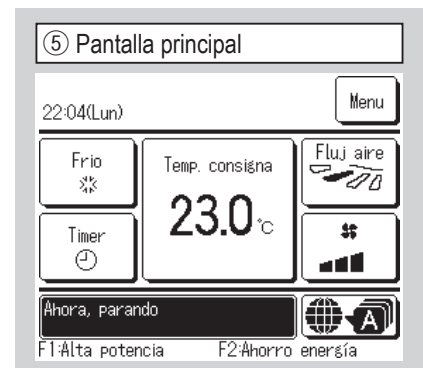 ⑤ Pantalla principal
22:04(Lun)
Menu
Frio
Temp. consigna
Fluj aire
23.0 °C
Timer
Ahora, parando
A
F1:Alta potencia F2:Ahorro energía